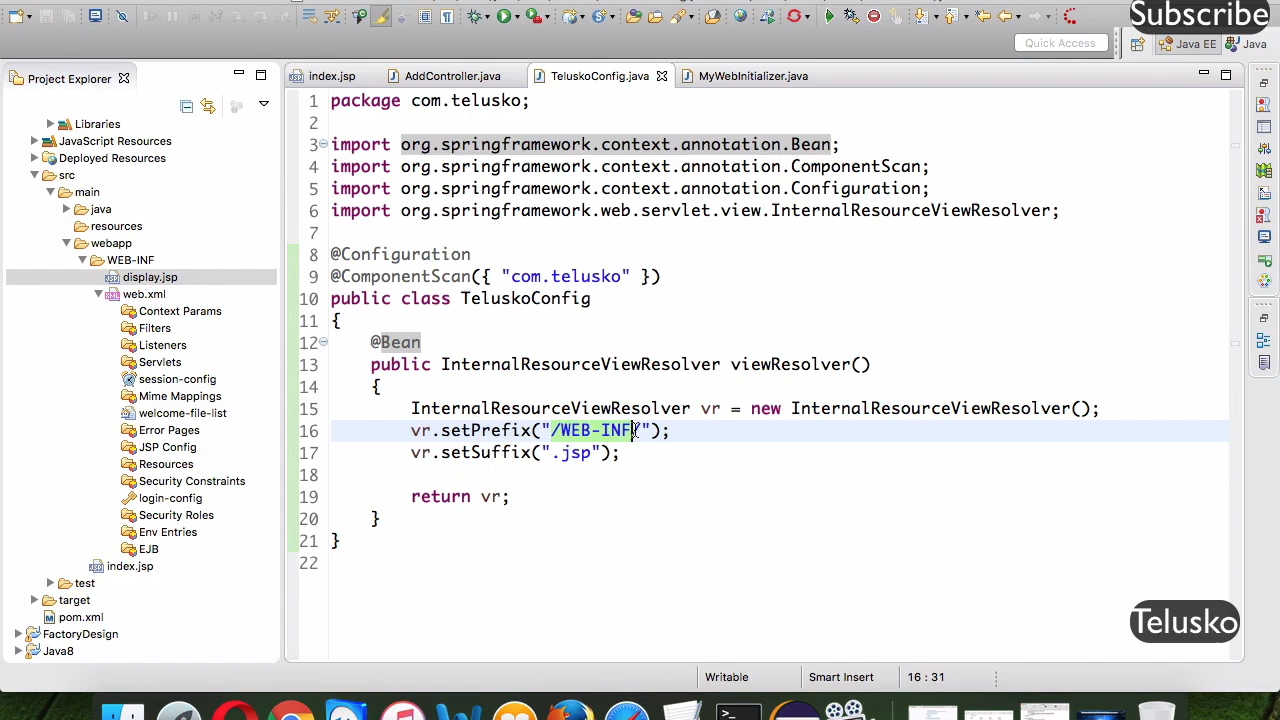 Subscribe
Quick Access
Java EE
Java
Project Explorer
index.jsp
AddController.java
TeluskoConfig.java
MyWebInitializer.java
Libraries
JavaScript Resources
Deployed Resources
src
main
java
resources
webapp
WEB-INF
display.jsp
web.xml
Context Params
Filters
Listeners
Servlets
session-config
Mime Mappings
welcome-file-list
Error Pages
JSP Config
Resources
Security Constraints
login-config
Security Roles
Env Entries
EJB
index.jsp
test
target
pom.xml
FactoryDesign
Java8
1 package com.telusko;
2
3 import org.springframework.context.annotation.Bean;
4 import org.springframework.context.annotation.ComponentScan;
5 import org.springframework.context.annotation.Configuration;
6 import org.springframework.web.servlet.view.InternalResourceViewResolver;
7
8 @Configuration
9 @ComponentScan({ "com.telusko" })
10 public class TeluskoConfig
11 {
12 @Bean
13 public InternalResourceViewResolver viewResolver()
14 {
15 InternalResourceViewResolver vr = new InternalResourceViewResolver();
16 vr.setPrefix("/WEB-INF/");
17 vr.setSuffix(".jsp");
18
19 return vr;
20 }
21 }
22
Telusko
Writable
Smart Insert
16 : 31